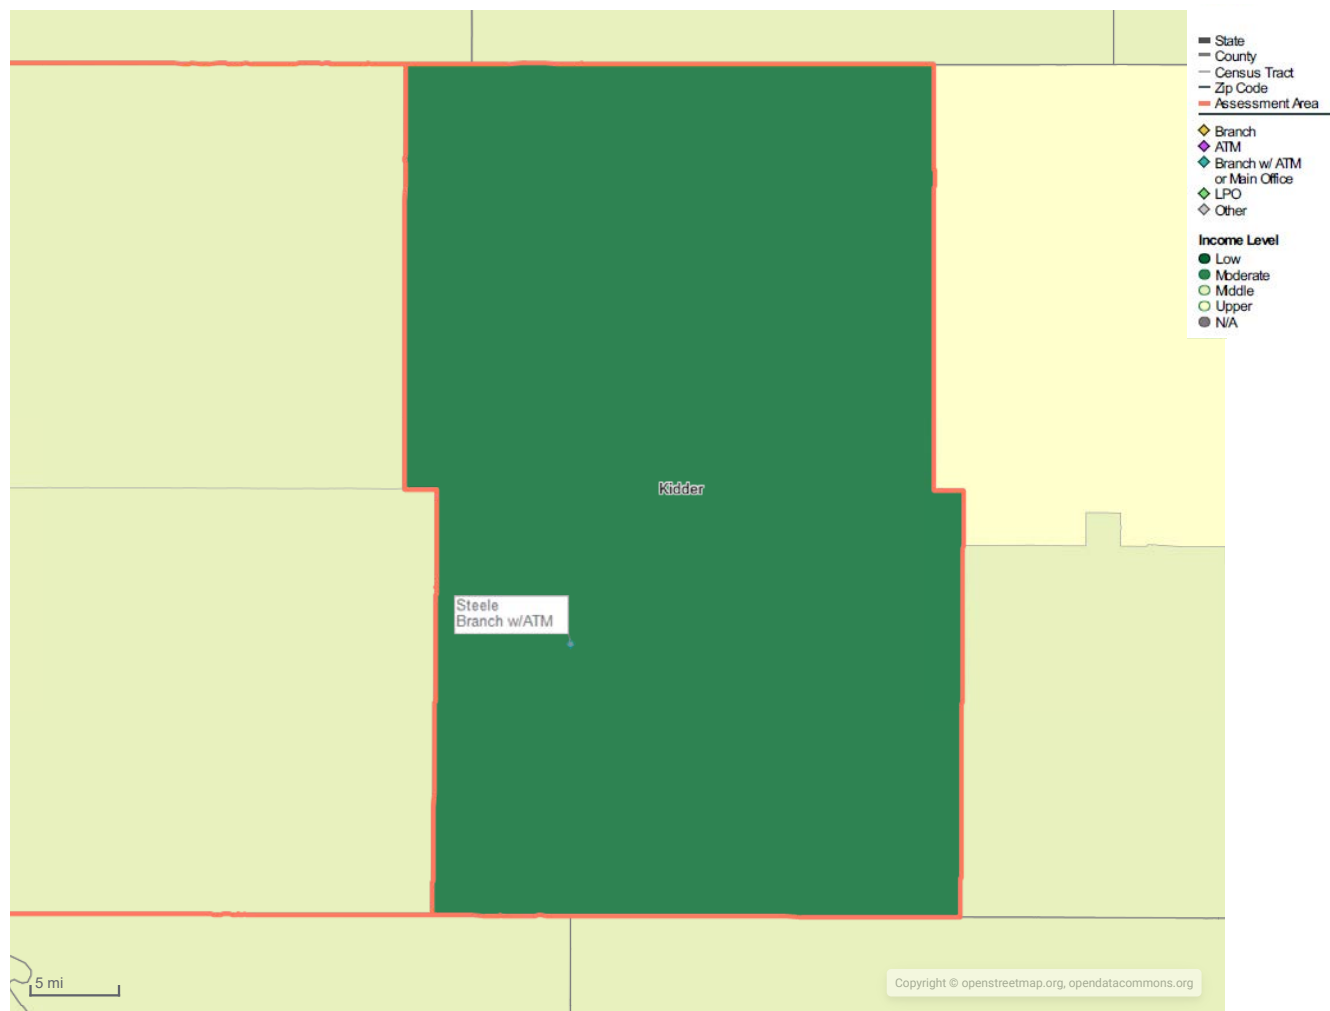 State
County
Census Tract
Zip Code
Assessment Area
Branch
ATM
Branch w/ ATM
or Main Office
LPO
Other
Income Level
Low
Moderate
Middle
Upper
N/A
Kidder
Steele
Branch w/ATM
5 mi
Copyright © openstreetmap.org, opendatacommons.org